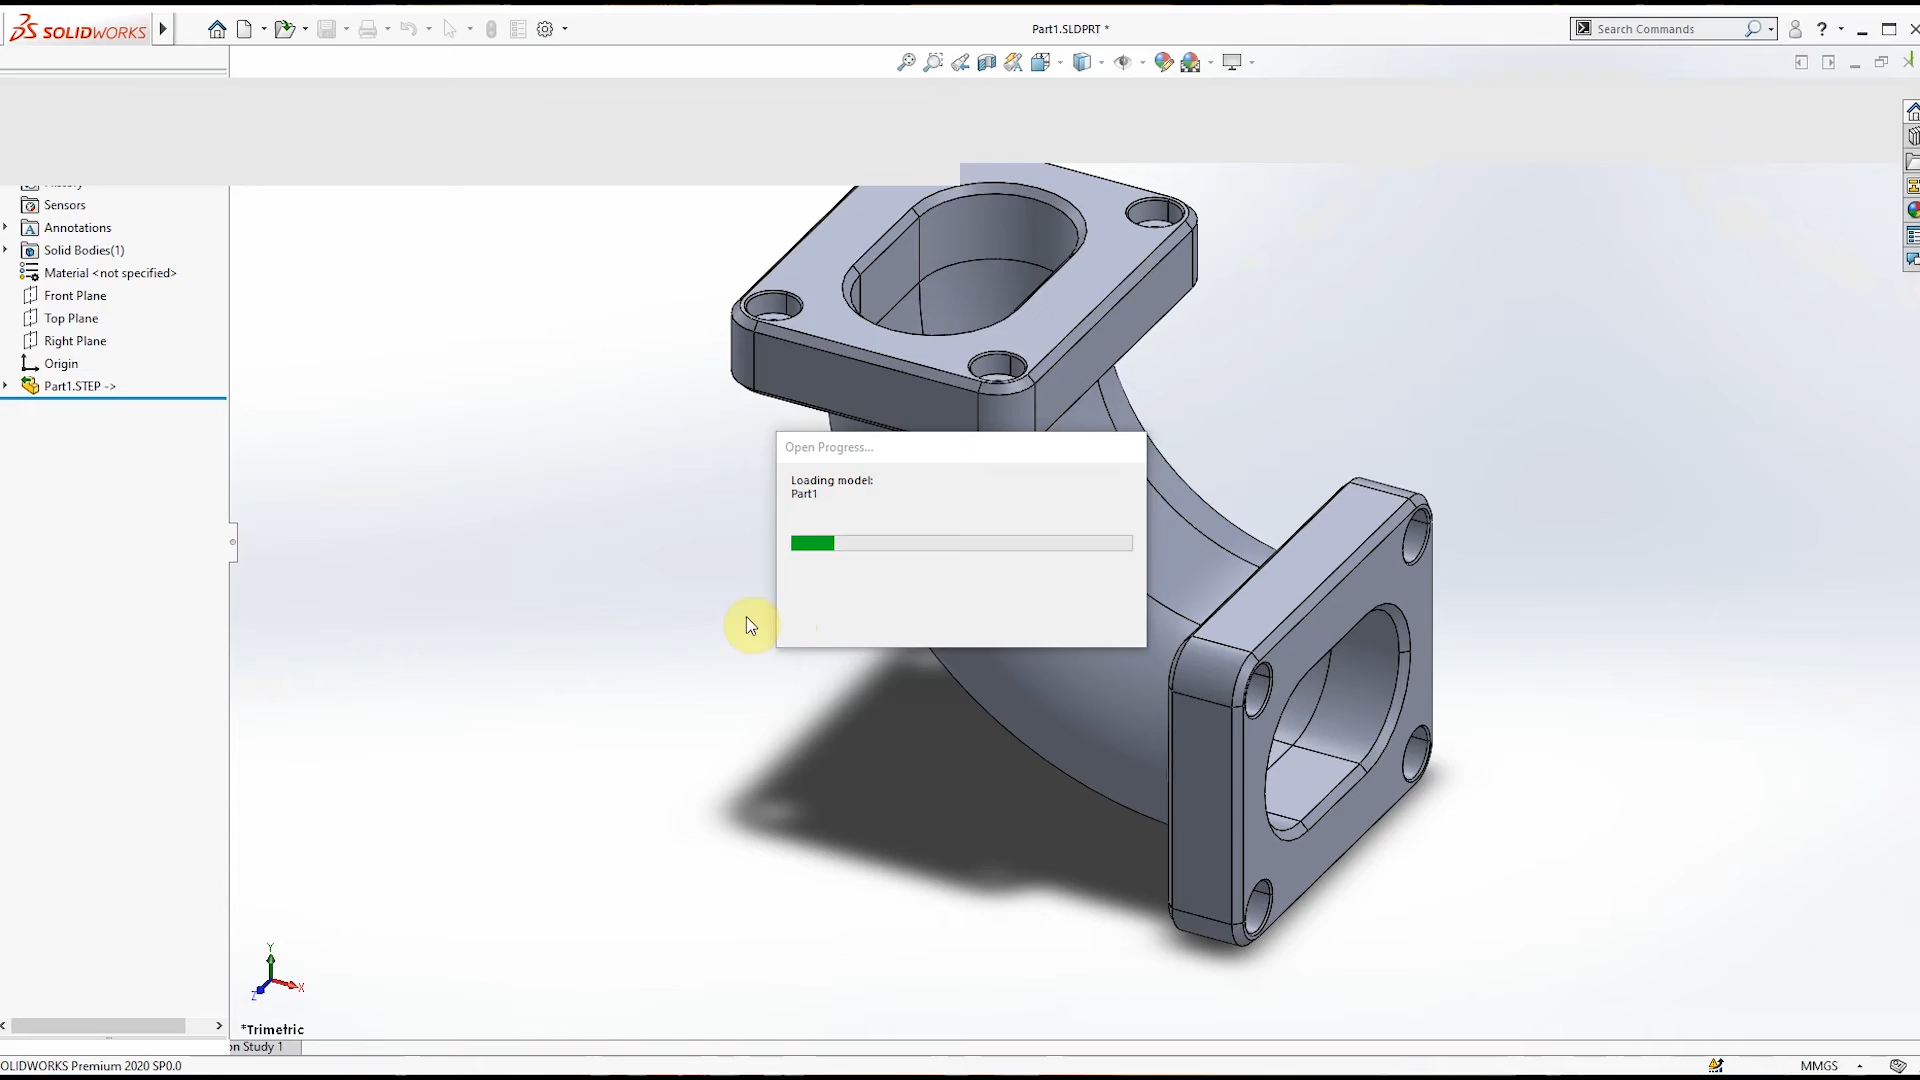 SOLIDWORKS
Part1.SLDPRT *
Search Commands
?
Sensors
Annotations
Solid Bodies(1)
Material <not specified>
Front Plane
Top Plane
Right Plane
Origin
Part1.STEP ->
Open Progress...
Loading model:
Part1
Y
X
Z
*Trimetric
on Study 1
OLIDWORKS Premium 2020 SP0.0
MMGS